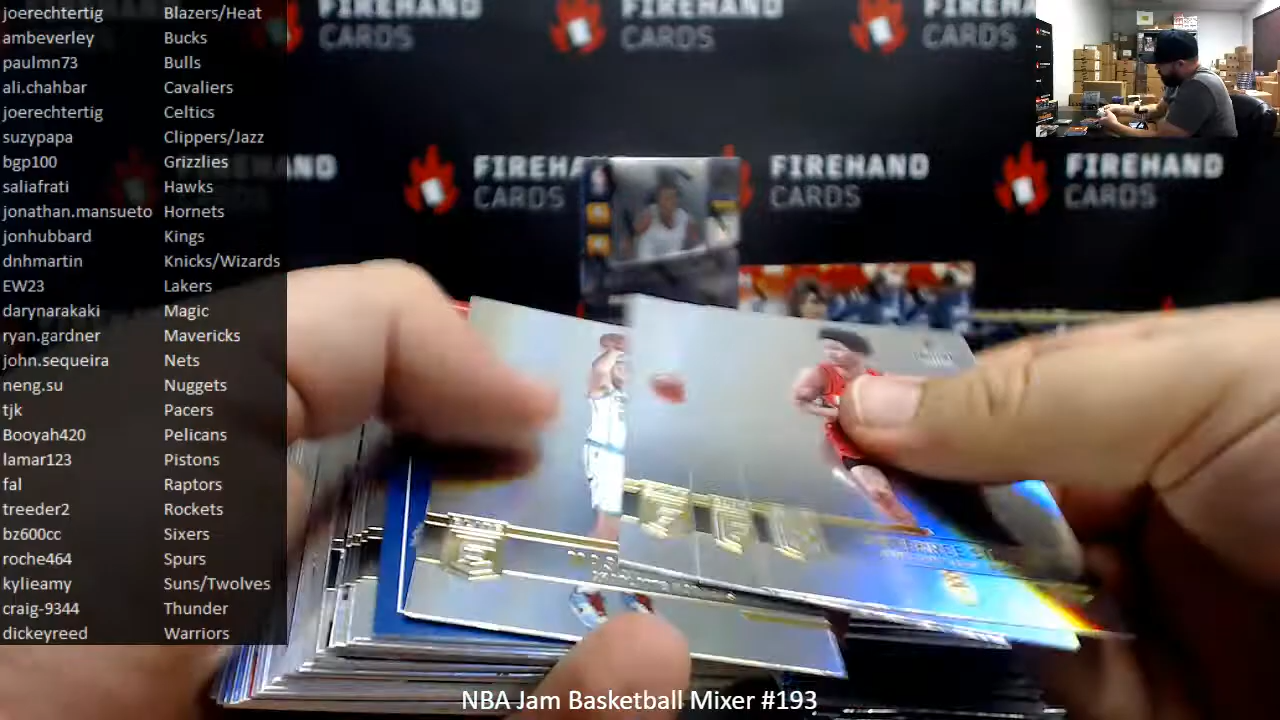 joerechtertig Blazers/Heat
ambeverley Bucks
paulmn73 Bulls
ali.chahbar Cavaliers
joerechtertig Celtics
suzypapa Clippers/Jazz
bgp100 Grizzlies
saliafrati Hawks
jonathan.mansueto Hornets
jonhubbard Kings
dnhmartin Knicks/Wizards
EW23 Lakers
darynarakaki Magic
ryan.gardner Mavericks
john.sequeira Nets
neng.su Nuggets
tjk Pacers
Booyah420 Pelicans
lamar123 Pistons
fal Raptors
treeder2 Rockets
bz600cc Sixers
roche464 Spurs
kylieamy Suns/Twolves
craig-9344 Thunder
dickeyreed Warriors
FIREHAND
CARDS
FIREHAND
CARDS
CARDS
FIREHAND
CARDS
FIREHAND
CARDS
NBA Jam Basketball Mixer #193